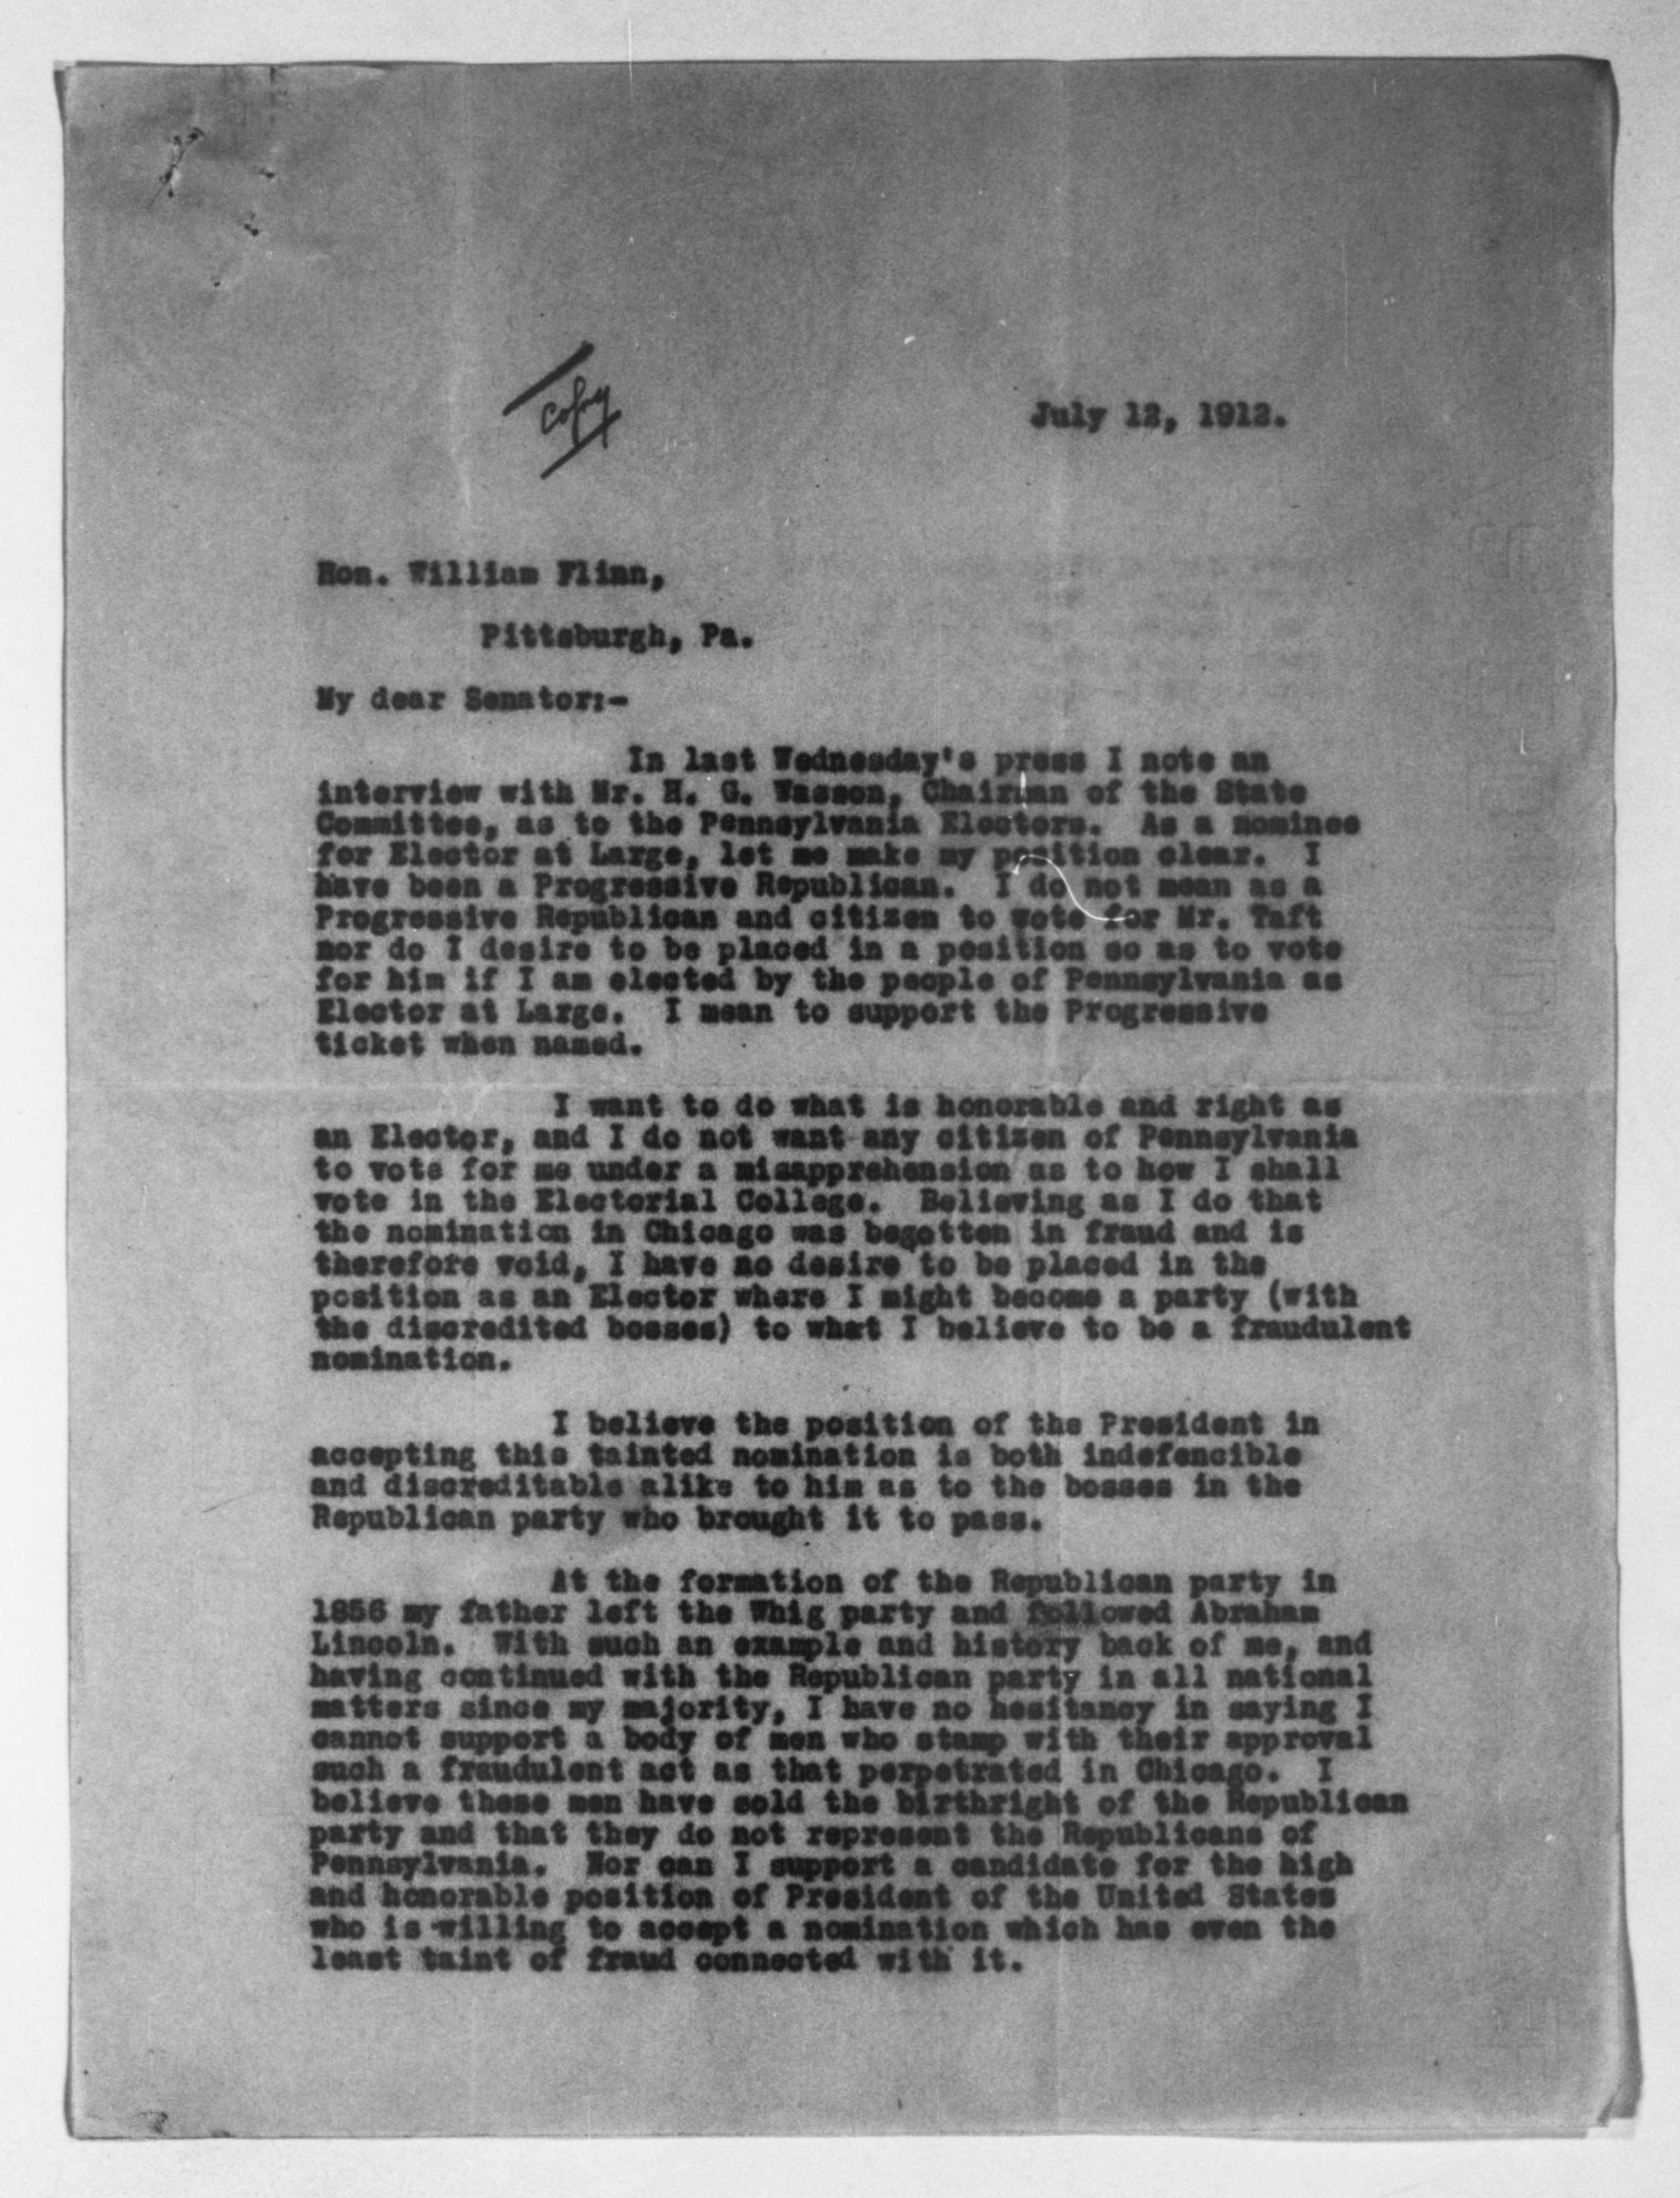 Copy
July 12, 1912.
Hon. William Flinn,
Pittsburgh, Pa.
My dear Senator:-
In last Wednesday's press I note an
interview with Mr. H. G. Wasson, Chairman of the State
Committee, as to the Pennsylvania Electors. As a nominee
for Elector at Large, let me make my position clear. I
have been a Progressive Republican. I do not mean as a
Progressive Republican and citizen to vote for Mr. Taft
nor do I desire to be placed in a position so as to vote
for him if I am elected by the people of Pennsylvania as
Elector at Large. I mean to support the Progressive
ticket when named.
I want to do what is honorable and right as
an Elector, and I do not want any citizen of Pennsylvania
to vote for me under a misapprehension as to how I shall
vote in the Electorial College. Believing as I do that
the nomination in Chicago was begotten in fraud and is
therefore void, I have no desire to be placed in the
position as an Elector where I might become a party (with
the discredited bosses) to what I believe to be a fraudulent
nomination.
I believe the position of the President in
accepting this tainted nomination is both indefencible
and discreditable alike to him as to the bosses in the
Republican party who brought it to pass.
At the formation of the Republican party in
1856 my father left the Whig party and followed Abraham
Lincoln. With such an example and history back of me, and
having continued with the Republican party in all national
matters since my majority, I have no hesitancy in saying I
cannot support a body of men who stamp with their approval
such a fraudulent act as that perpetrated in Chicago. I
believe these men have sold the birthright of the Republican
party and that they do not represent the Republicans of
Pennsylvania. Nor can I support a candidate for the high
and honorable position of President of the United States
who is willing to accept a nomination which has even the
least taint of fraud connected with it.